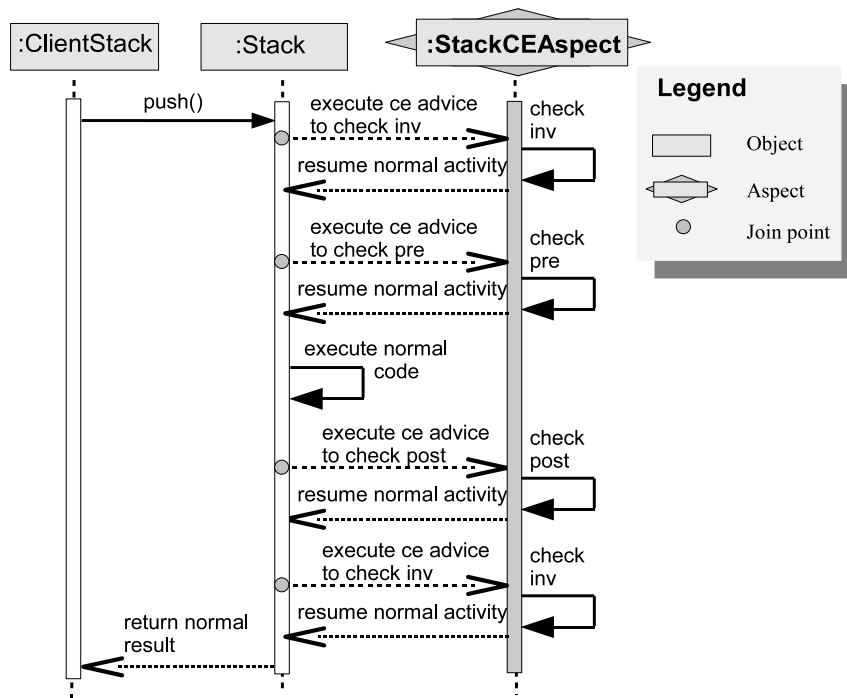 :ClientStack
:Stack
:StackCEAspect
Legend
Object
Aspect
Join point
push()
execute ce advice
to check inv
check
inv
resume normal activity
execute ce advice
to check pre
check
pre
resume normal activity
execute normal
code
execute ce advice
to check post
check
post
resume normal activity
execute ce advice
to check inv
check
inv
resume normal activity
return normal
result